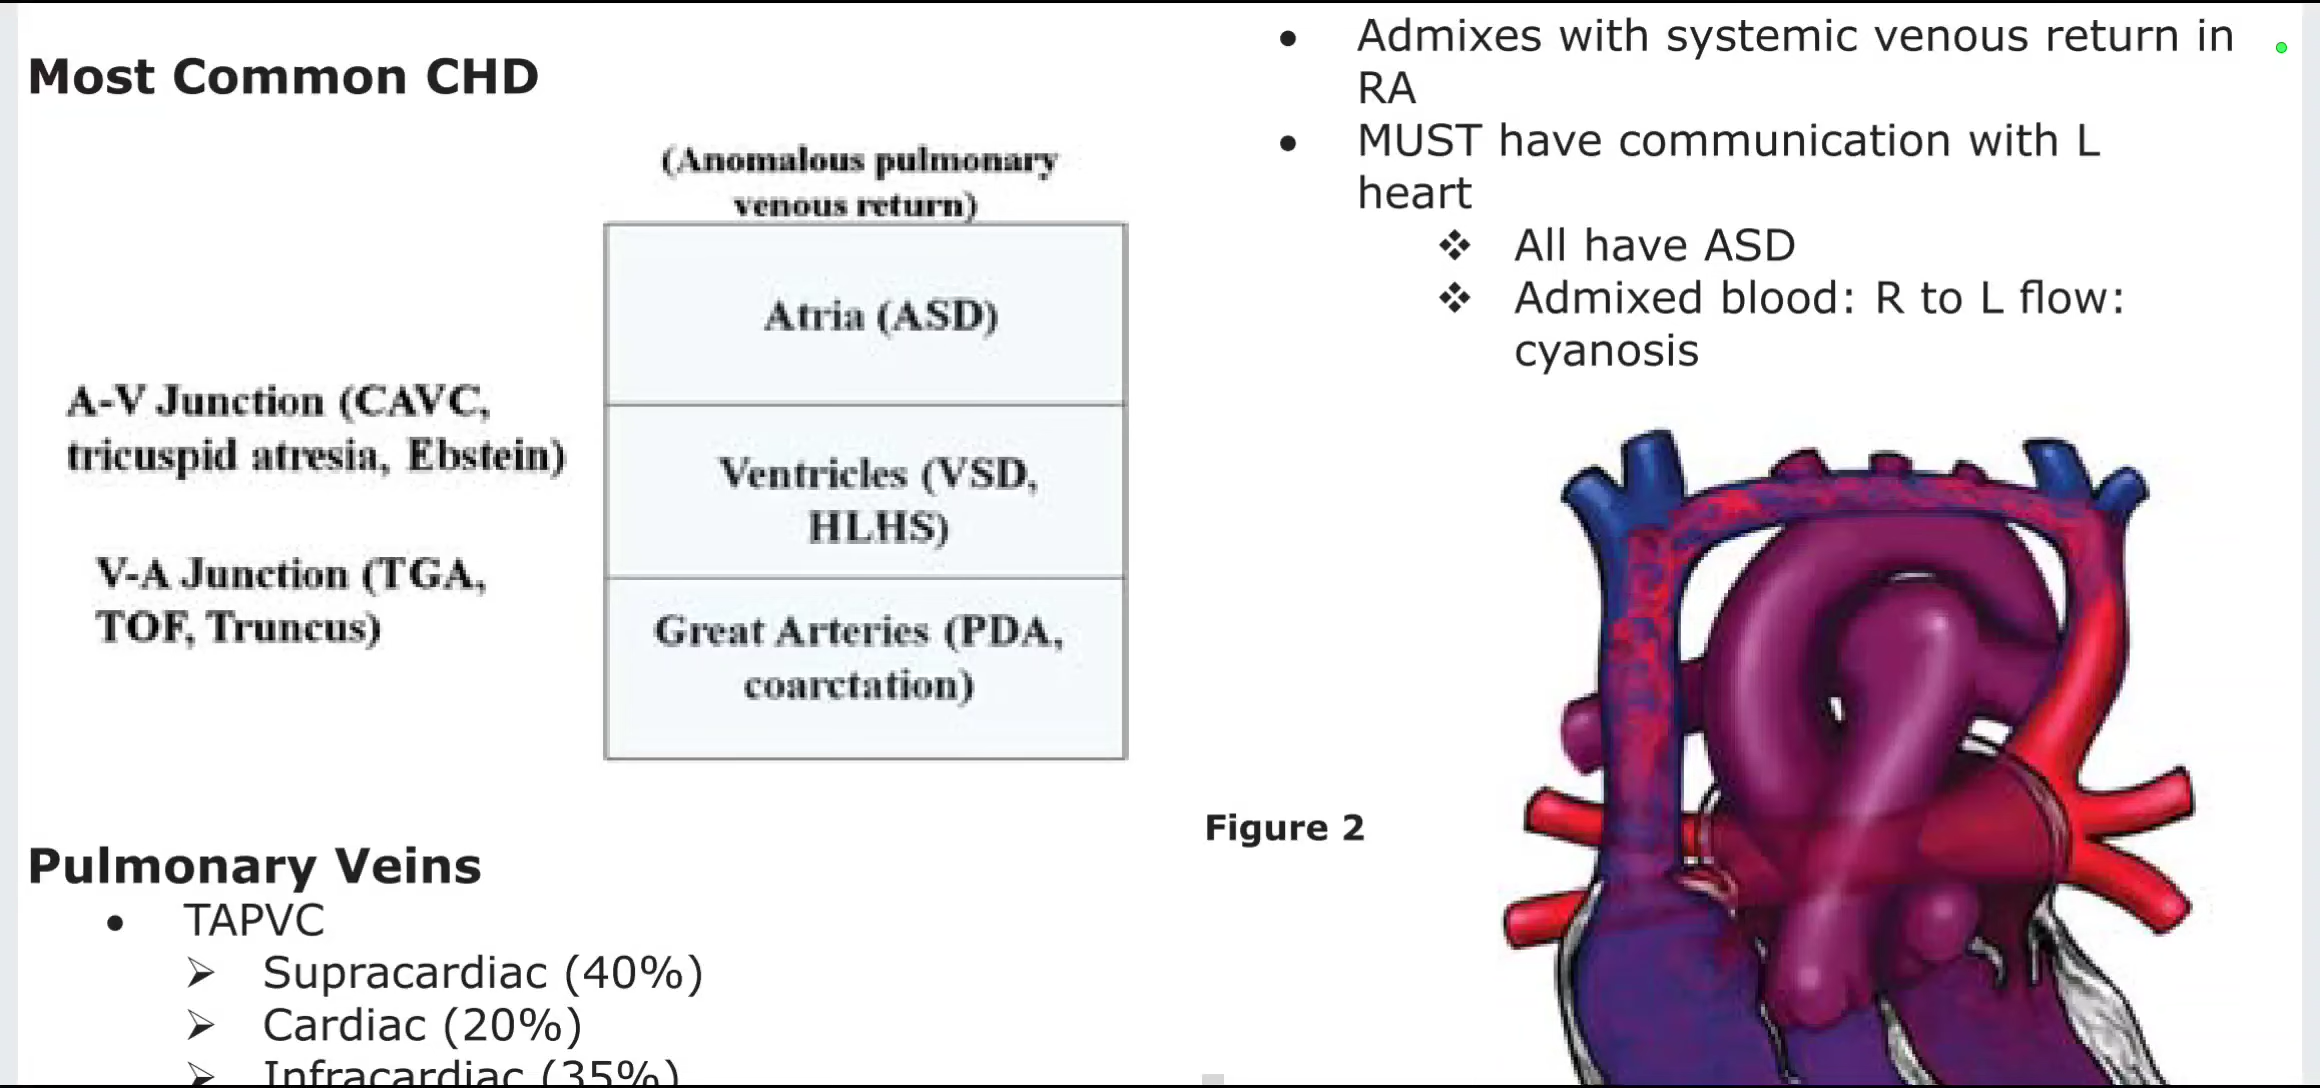 Most Common CHD
(Anomalous pulmonary
venous return)
Atria (ASD)
A-V Junction (CAVC,
tricuspid atresia, Ebstein)
Ventricles (VSD,
HLHS)
V-A Junction (TGA,
TOF, Truncus)
Great Arteries (PDA,
coarctation)
Pulmonary Veins
• TAPVC
➢ Supracardiac (40%)
➢ Cardiac (20%)
➢ Infracardiac (35%)
• Admixes with systemic venous return in
RA
• MUST have communication with L
heart
❖ All have ASD
❖ Admixed blood: R to L flow:
cyanosis
Figure 2